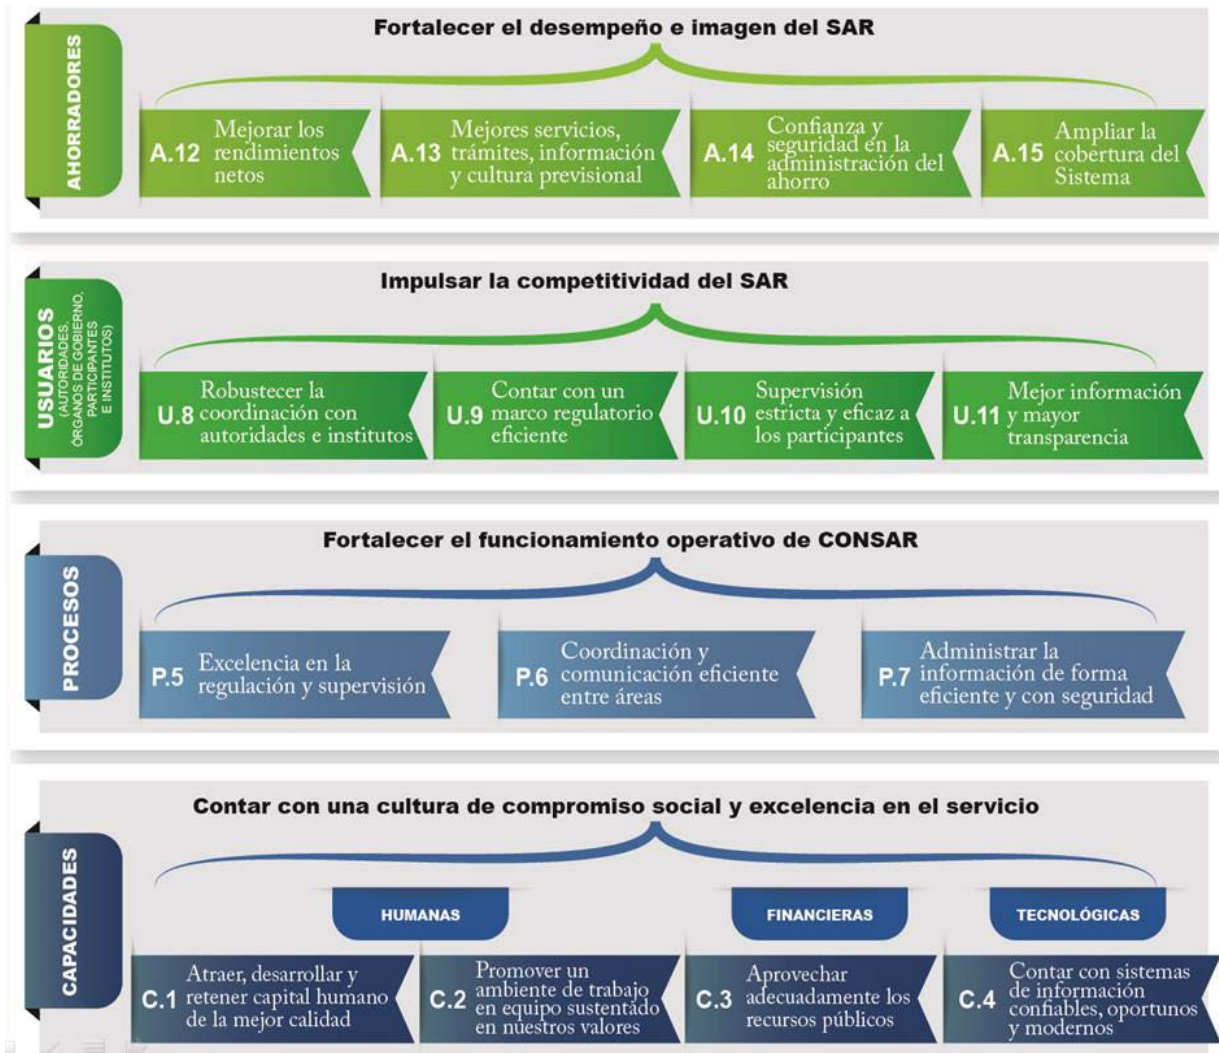 Fortalecer el desempeño e imagen del SAR
AHORRADORES
A.12
Mejorar los
rendimientos
netos
A.13
Mejores servicios,
trámites, información
y cultura previsional
A.14
Confianza y
seguridad en la
administración del
ahorro
A.15
Ampliar la
cobertura del
Sistema
Impulsar la competitividad del SAR
USUARIOS
(AUTORIDADES,
ÓRGANOS DE GOBIERNO,
PARTICIPANTES
E INSTITUTOS)
U.8
Robustecer la
coordinación con
autoridades e institutos
U.9
Contar con un
marco regulatorio
eficiente
U.10
Supervisión
estricta y eficaz a
los participantes
U.11
Mejor información
y mayor
transparencia
Fortalecer el funcionamiento operativo de CONSAR
PROCESOS
P.5
Excelencia en la
regulación y supervisión
P.6
Coordinación y
comunicación eficiente
entre áreas
P.7
Administrar la
información de forma
eficiente y con seguridad
Contar con una cultura de compromiso social y excelencia en el servicio
CAPACIDADES
HUMANAS
FINANCIERAS
TECNOLÓGICAS
C.1
Atraer, desarrollar y
retener capital humano
de la mejor calidad
C.2
Promover un
ambiente de trabajo
en equipo sustentado
en nuestros valores
C.3
Aprovechar
adecuadamente los
recursos públicos
C.4
Contar con sistemas
de información
confiables, oportunos
y modernos